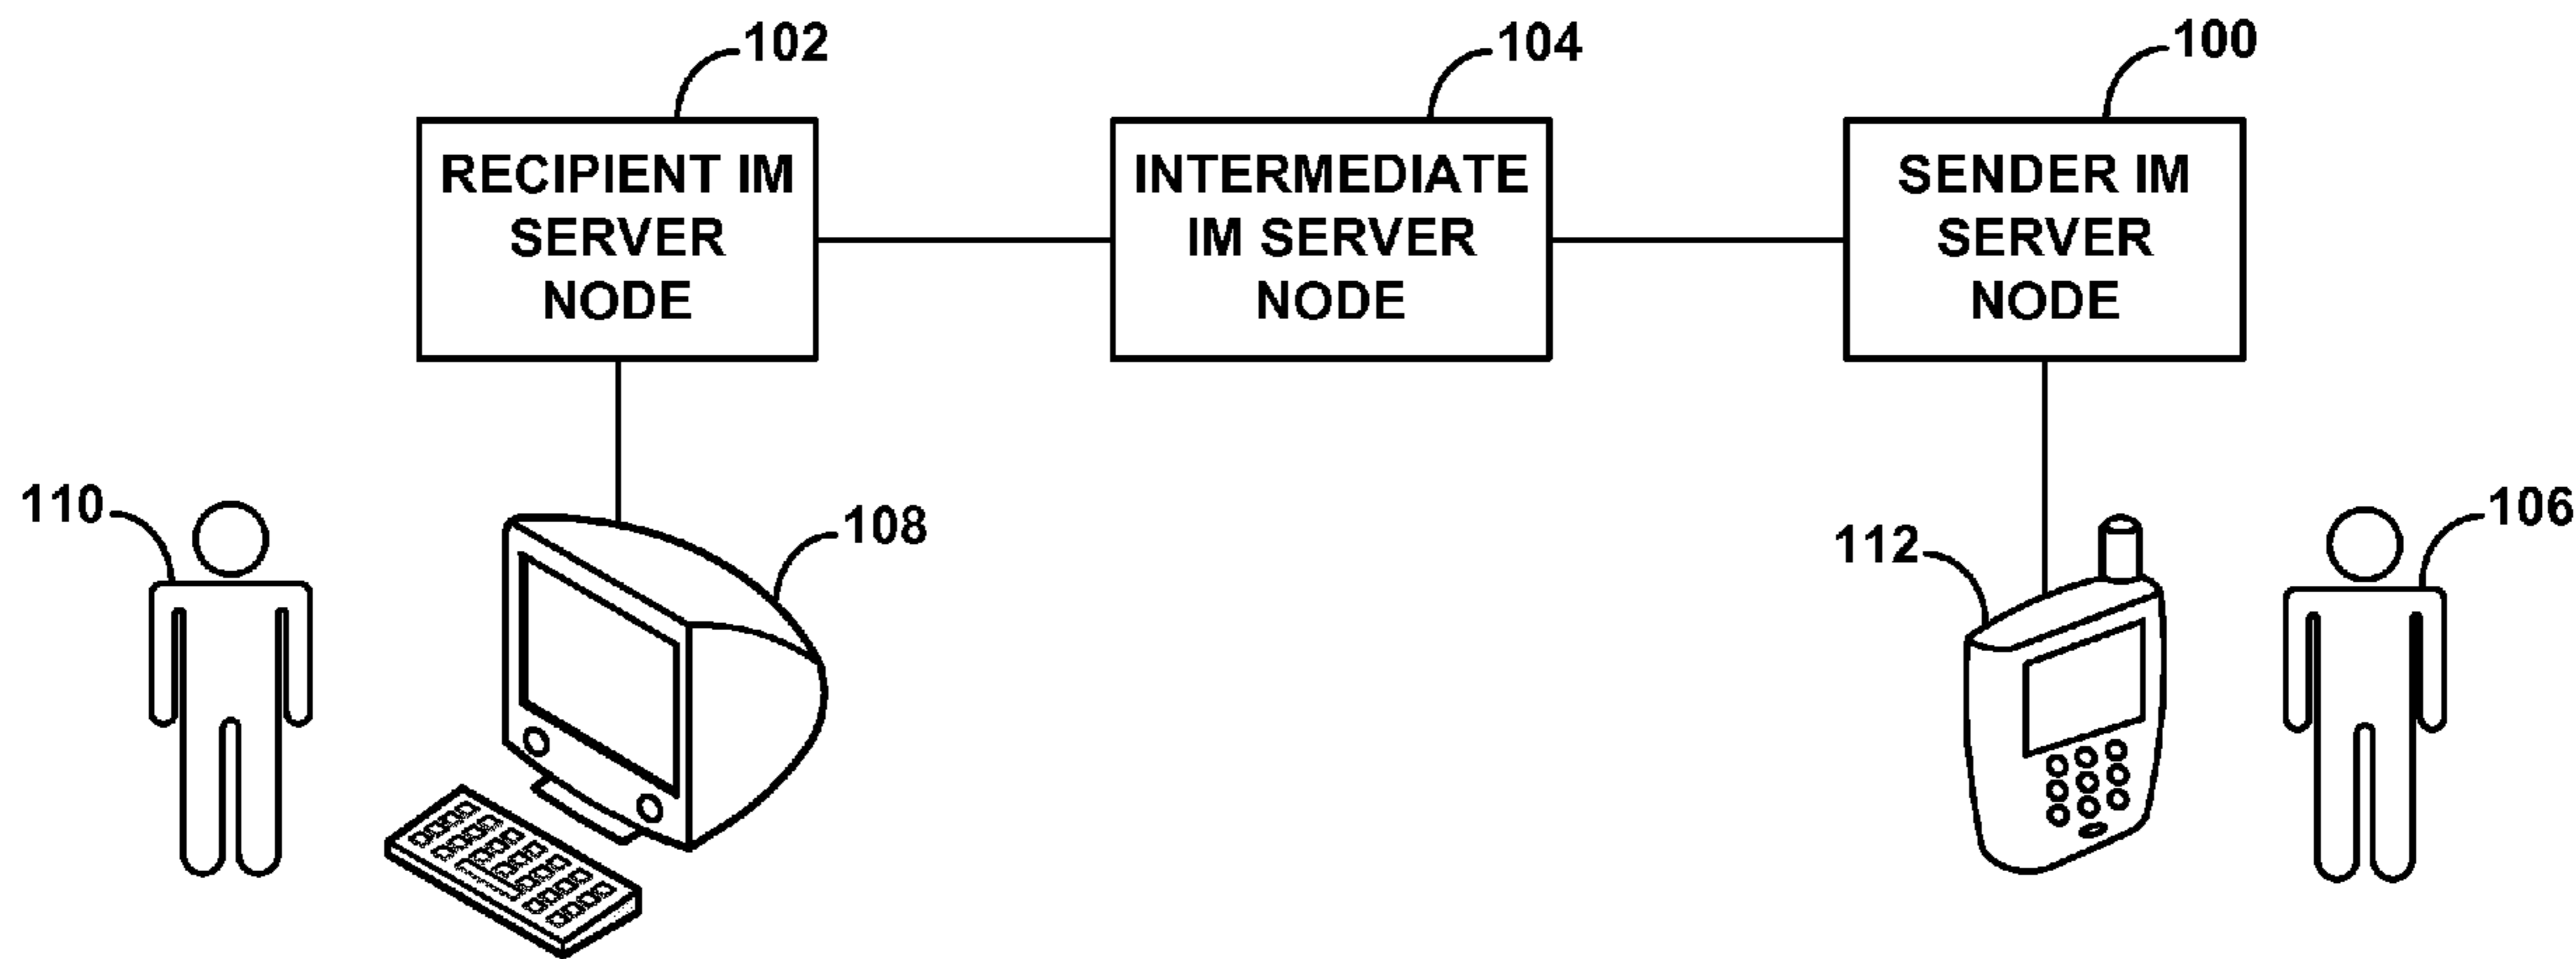 102
104
100
RECIPIENT IM
SERVER
NODE
INTERMEDIATE
IM SERVER
NODE
SENDER IM
SERVER
NODE
110
108
112
106